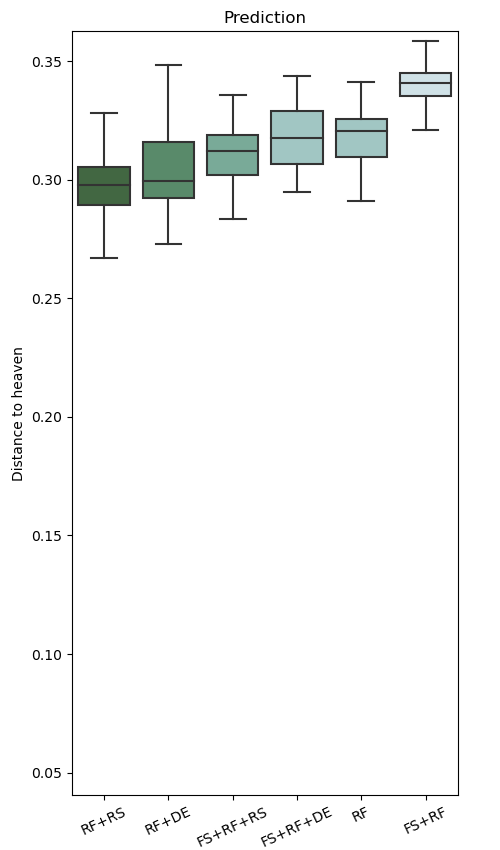 Prediction
Distance to heaven
0.35
0.30
0.25
0.20
0.15
0.10
0.05
RF+RS
RF+DE
FS+RF+RS
FS+RF+DE
RF
FS+RF